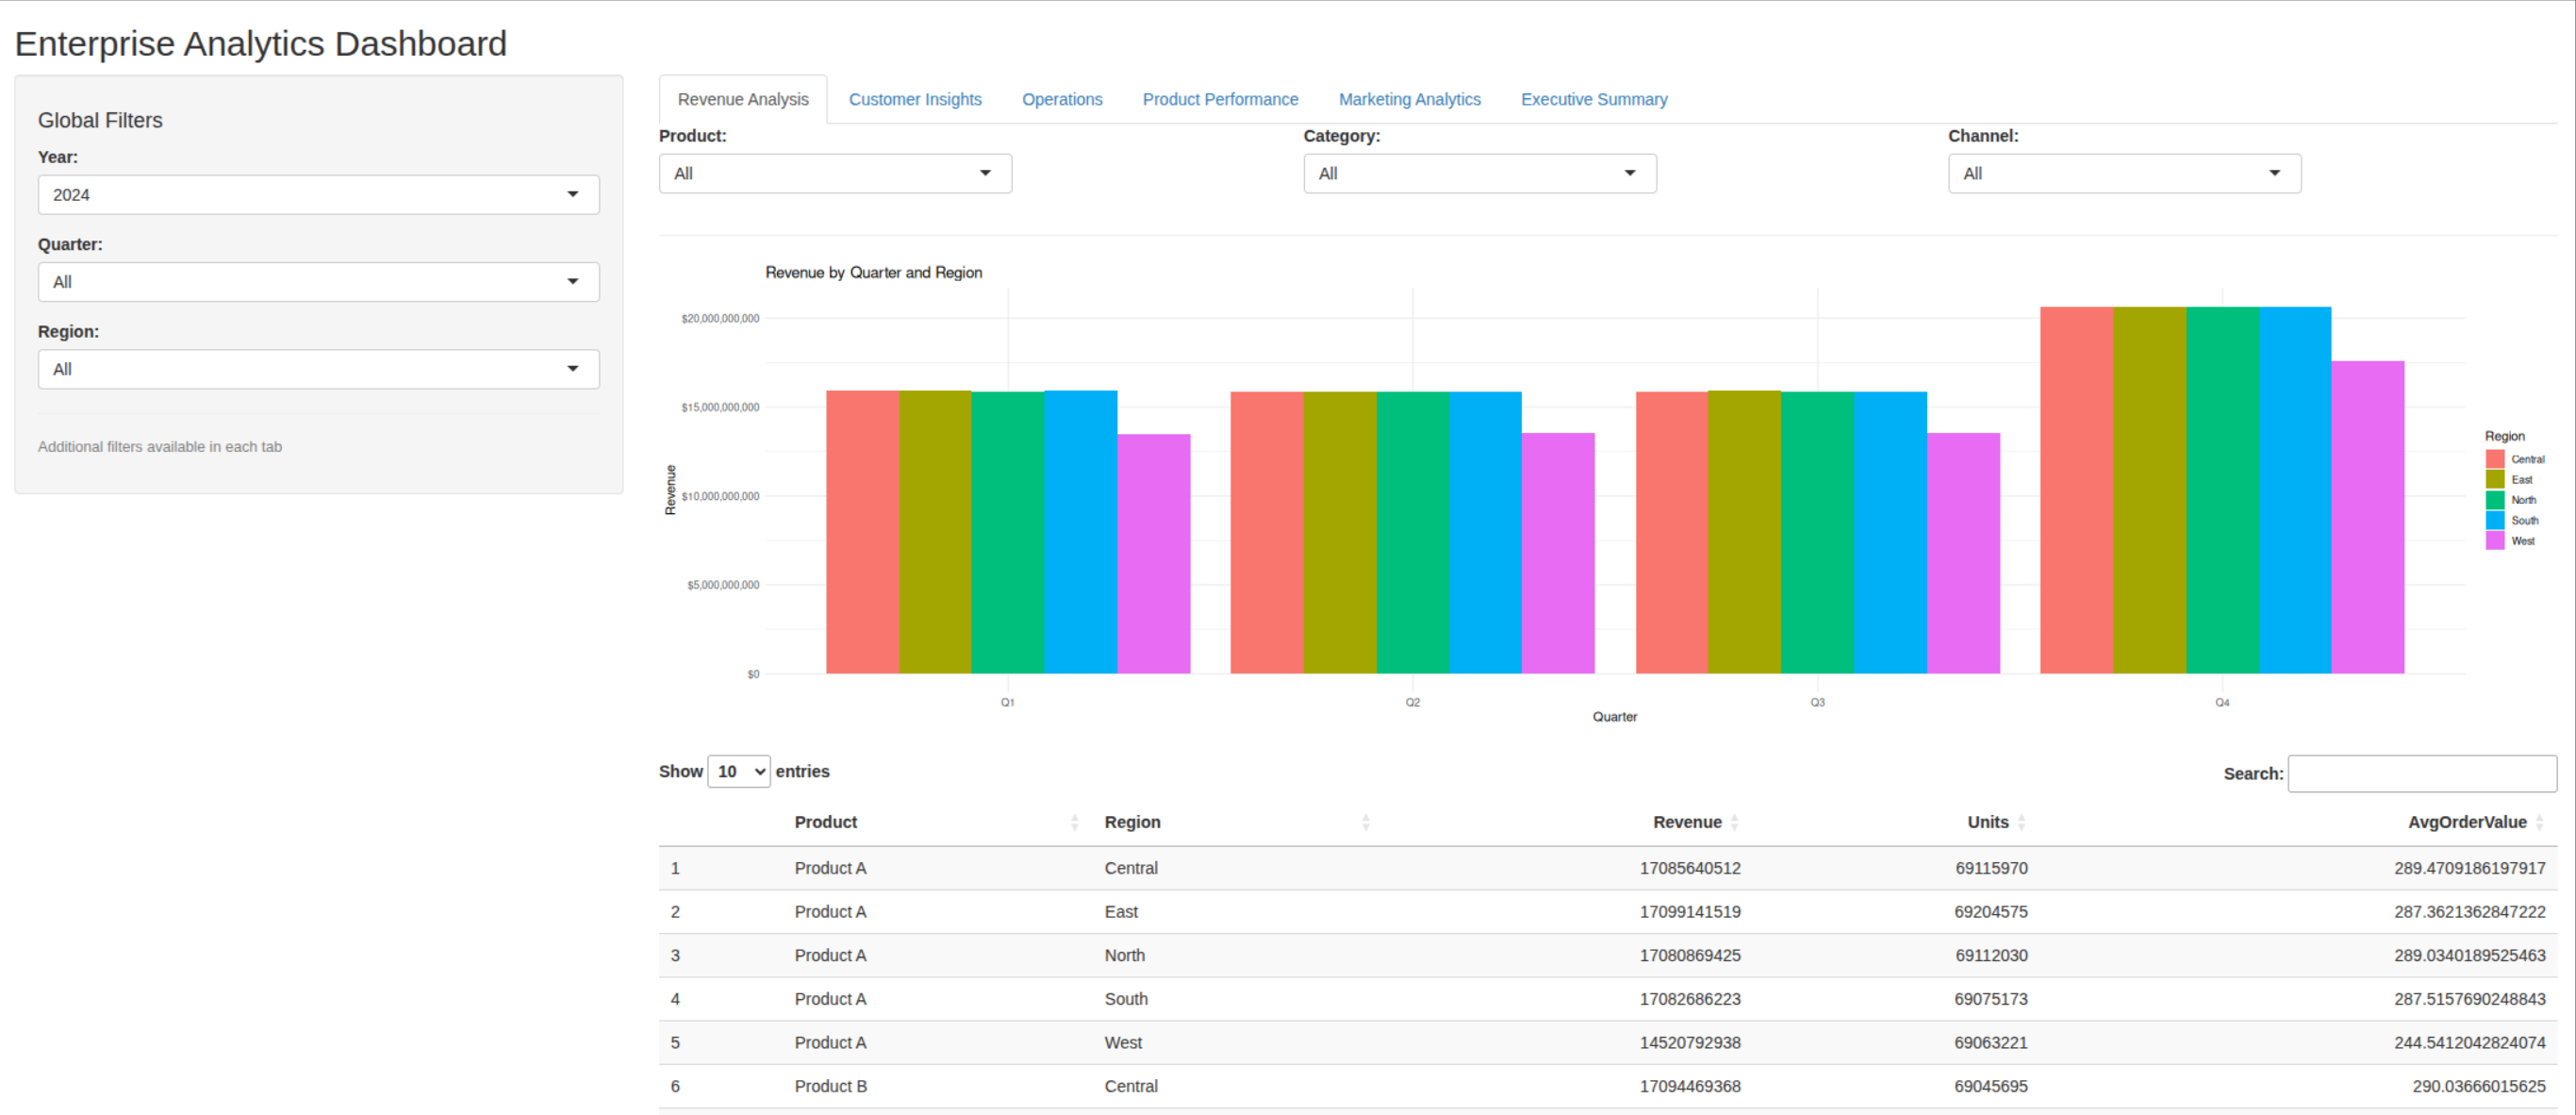 Enterprise Analytics Dashboard
Global Filters
Year:
2024
Quarter:
All
Region:
All
Additional filters available in each tab
Revenue Analysis Customer Insights Operations Product Performance Marketing Analytics Executive Summary
Product: Category: Channel:
All All All
Revenue by Quarter and Region
$20,000,000,000
$15,000,000,000
$10,000,000,000
$5,000,000,000
$0
Revenue
Q1 Q2 Q3 Q4
Quarter
Region
Central
East
North
South
West
Show 10 entries Search:
Product Region Revenue Units AvgOrderValue
1 Product A Central 17085640512 69115970 289.4709186197917
2 Product A East 17099141519 69204575 287.3621362847222
3 Product A North 17080869425 69112030 289.0340189525463
4 Product A South 17082686223 69075173 287.5157690248843
5 Product A West 14520792938 69063221 244.5412042824074
6 Product B Central 17094469368 69045695 290.03666015625